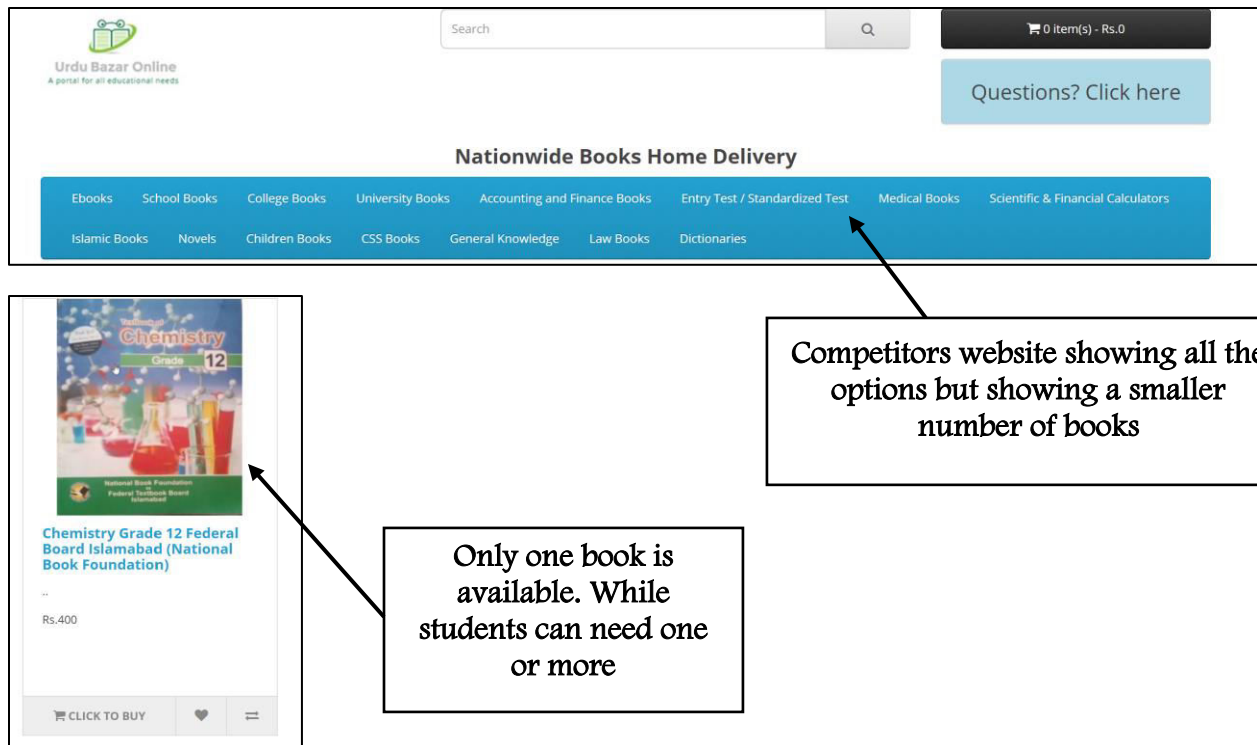 Search
0 item(s) - Rs.0
Urdu Bazar Online
A portal for all educational needs
Questions? Click here
Nationwide Books Home Delivery
Ebooks School Books College Books University Books Accounting and Finance Books Entry Test / Standardized Test Medical Books Scientific & Financial Calculators
Islamic Books Novels Children Books CSS Books General Knowledge Law Books Dictionaries
Textbook of
Chemistry
Grade 12
National Book Foundation
Federal Textbook Board
Islamabad
Chemistry Grade 12 Federal
Board Islamabad (National
Book Foundation)
..
Rs.400
CLICK TO BUY
Competitors website showing all the
options but showing a smaller
number of books
Only one book is
available. While
students can need one
or more